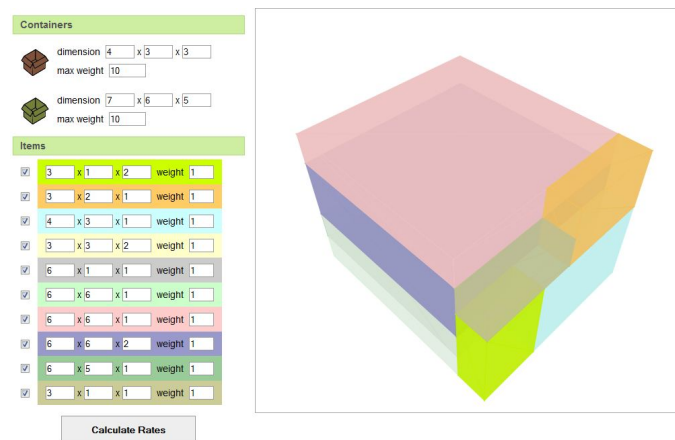 Containers
dimension 4 x 3 x 3
max weight 10
dimension 7 x 6 x 5
max weight 10
Items
3 x 1 x 2 weight 1
3 x 2 x 1 weight 1
4 x 3 x 1 weight 1
3 x 3 x 2 weight 1
6 x 1 x 1 weight 1
6 x 6 x 1 weight 1
6 x 6 x 1 weight 1
6 x 6 x 2 weight 1
6 x 5 x 1 weight 1
3 x 1 x 1 weight 1
Calculate Rates